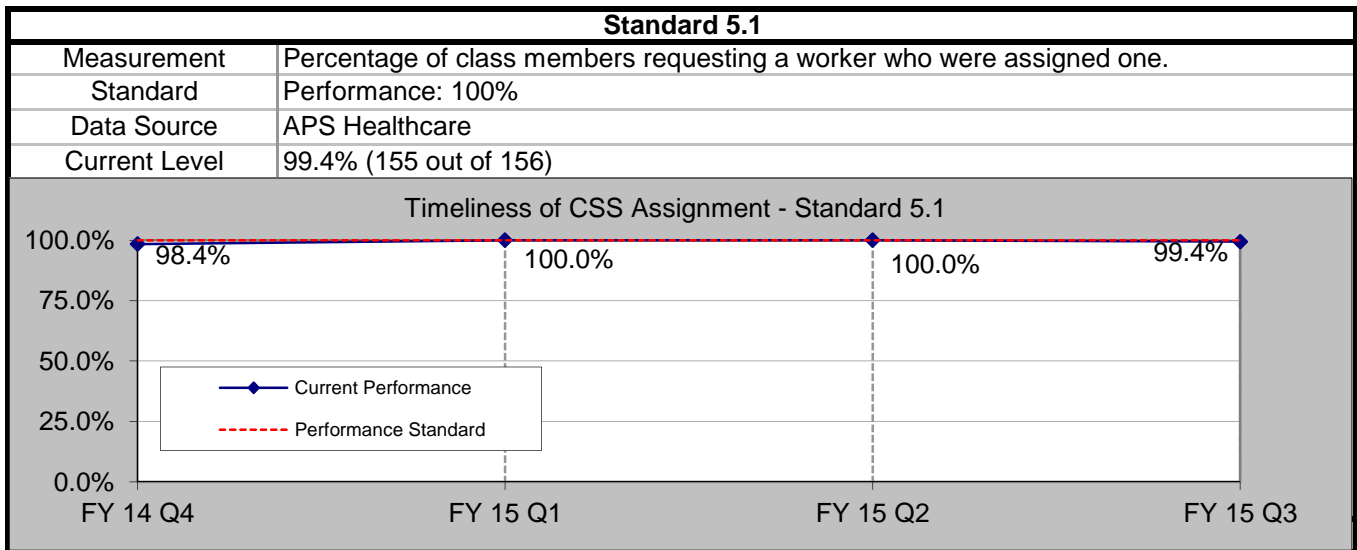 Standard 5.1
Measurement Percentage of class members requesting a worker who were assigned one.
Standard Performance: 100%
Data Source APS Healthcare
Current Level 99.4% (155 out of 156)
Timeliness of CSS Assignment - Standard 5.1
100.0%
98.4% 100.0% 100.0% 99.4%
75.0%
50.0%
Current Performance
25.0%
Performance Standard
0.0%
FY 14 Q4 FY 15 Q1 FY 15 Q2 FY 15 Q3